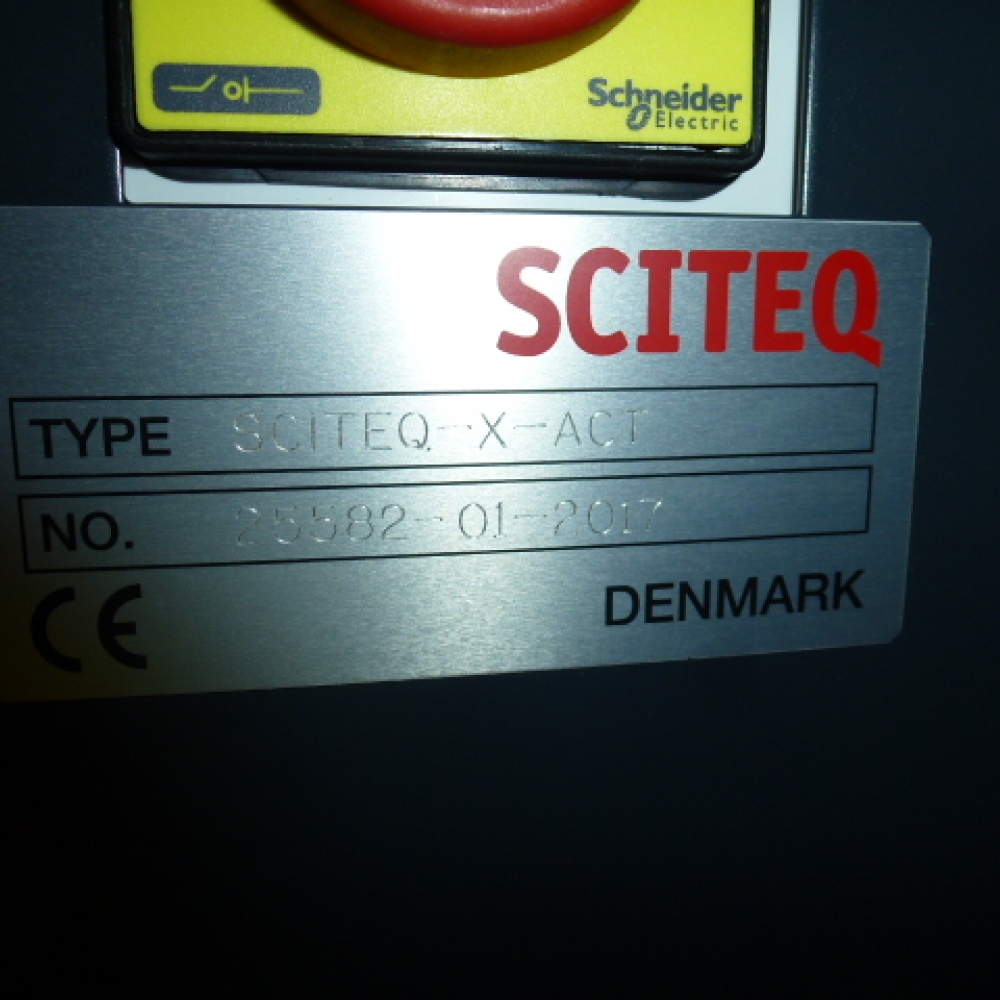 Schneider
Electric
SCITEQ
TYPE SCITEQ-X-ACT
NO. 25582-01-2017
CE DENMARK